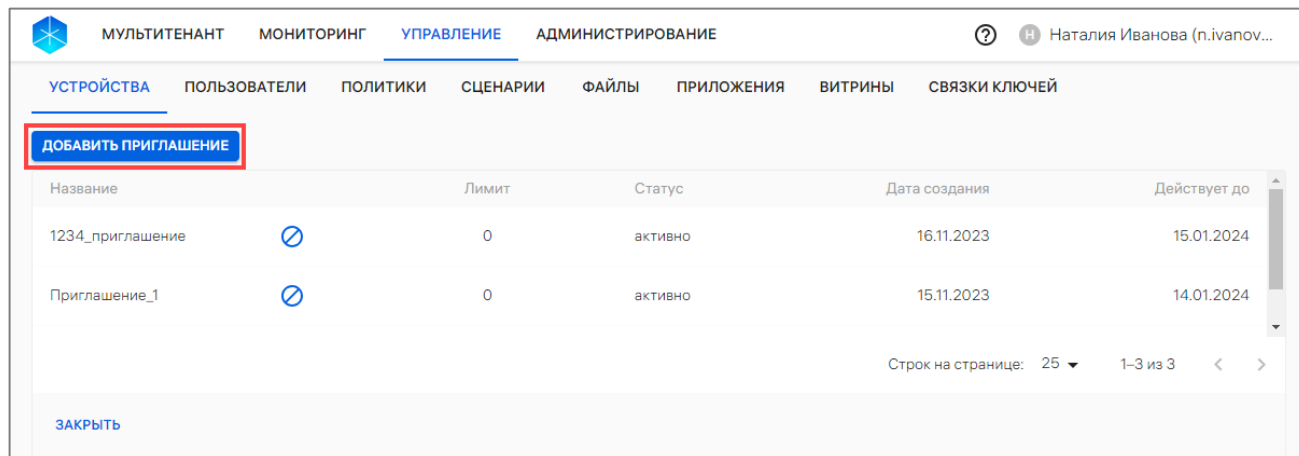 МУЛЬТИТЕНАНТ МОНИТОРИНГ УПРАВЛЕНИЕ АДМИНИСТРИРОВАНИЕ Н Наталия Иванова (n.ivanov...
УСТРОЙСТВА ПОЛЬЗОВАТЕЛИ ПОЛИТИКИ СЦЕНАРИИ ФАЙЛЫ ПРИЛОЖЕНИЯ ВИТРИНЫ СВЯЗКИ КЛЮЧЕЙ
ДОБАВИТЬ ПРИГЛАШЕНИЕ
Название Лимит Статус Дата создания Действует до
1234_приглашение 0 активно 16.11.2023 15.01.2024
Приглашение_1 0 активно 15.11.2023 14.01.2024
Строк на странице: 25 1–3 из 3
ЗАКРЫТЬ